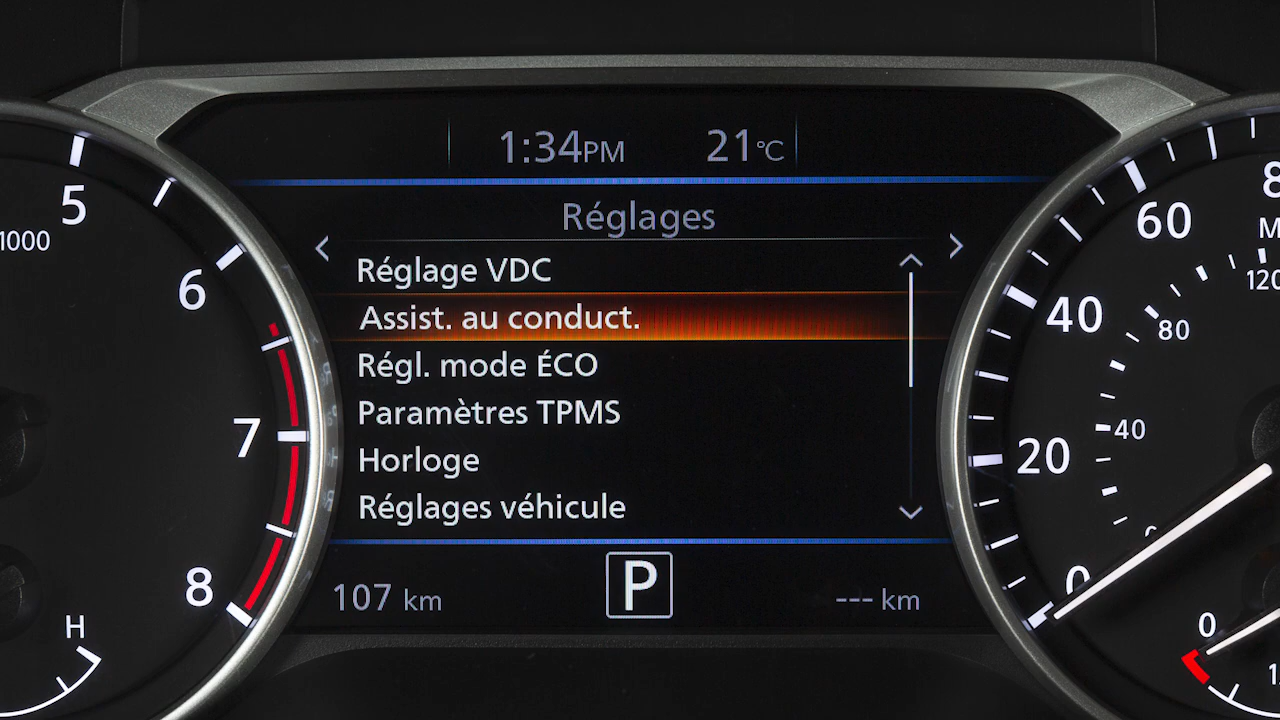 1:34PM 21°C
Réglages
Réglage VDC
Assist. au conduct.
Régl. mode ÉCO
Paramètres TPMS
Horloge
Réglages véhicule
107 km P --- km
5
1000
6
7
8
H
60
40
20
0
120
80
40
0